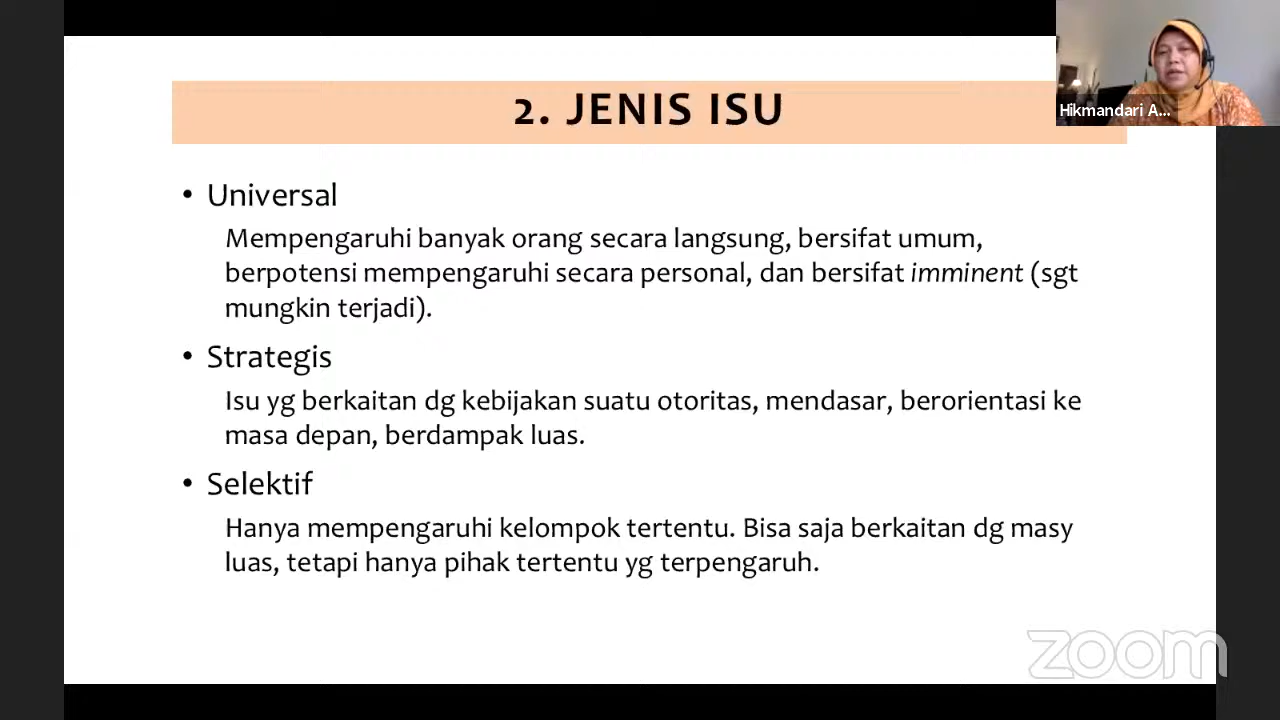 2. JENIS ISU
Hikmandari A...
• Universal
Mempengaruhi banyak orang secara langsung, bersifat umum,
berpotensi mempengaruhi secara personal, dan bersifat imminent (sgt
mungkin terjadi).
• Strategis
Isu yg berkaitan dg kebijakan suatu otoritas, mendasar, berorientasi ke
masa depan, berdampak luas.
• Selektif
Hanya mempengaruhi kelompok tertentu. Bisa saja berkaitan dg masy
luas, tetapi hanya pihak tertentu yg terpengaruh.
zoom